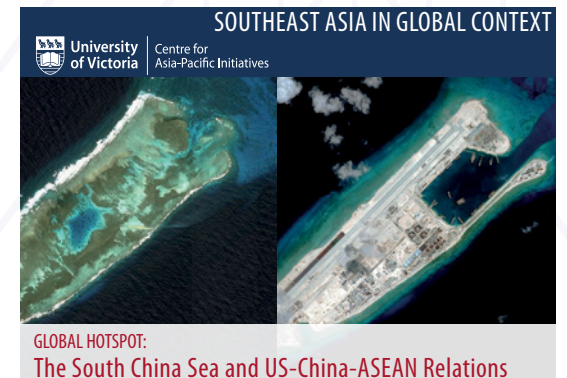 SOUTHEAST ASIA IN GLOBAL CONTEXT
University
of Victoria
Centre for
Asia-Pacific Initiatives
GLOBAL HOTSPOT:
The South China Sea and US-China-ASEAN Relations